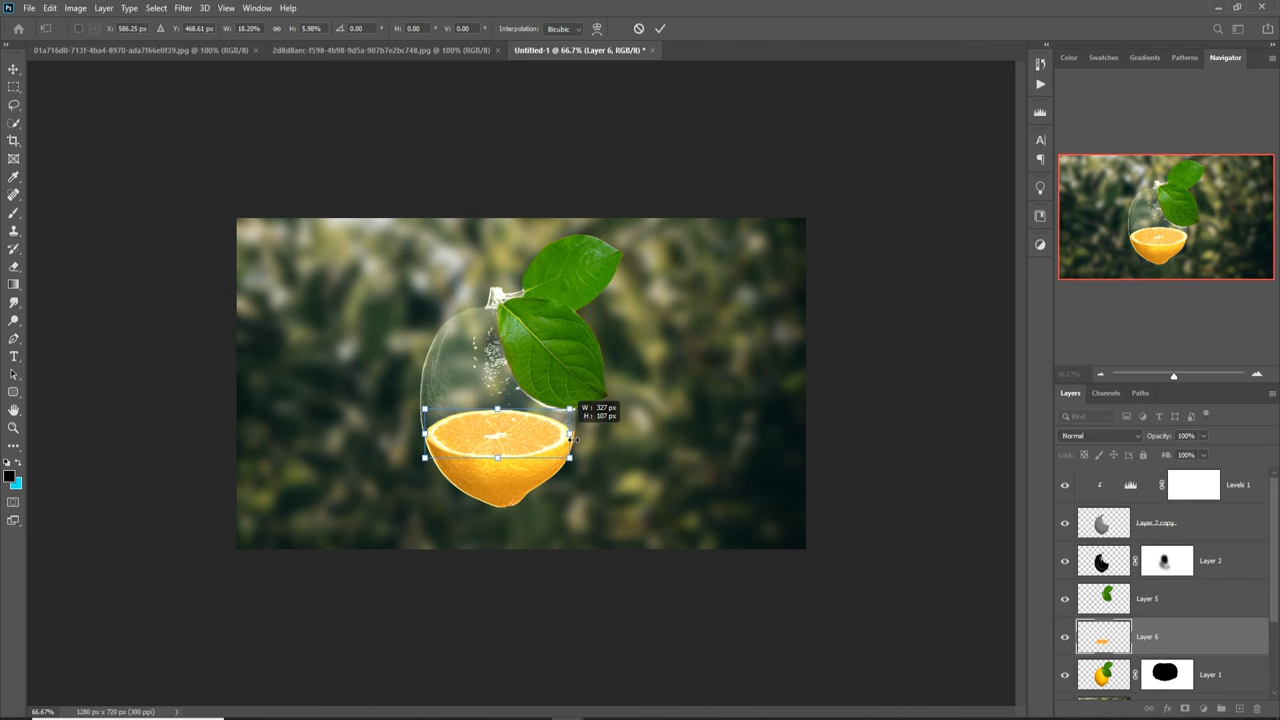 Ps File Edit Image Layer Type Select Filter 3D View Window Help
X: 586.25 px Y: 468.61 px W: 18.20% H: 5.98% 0.00 ° H: 0.00 ° V: 0.00 ° Interpolation: Bicubic
01a716d0-713f-4ba4-8970-ada7f66e0f39.jpg @ 100% (RGB/8) × 2d8d8aec-f598-4b98-9d5a-907b7e2bc748.jpg @ 100% (RGB/8) × Untitled-1 @ 66.7% (Layer 6, RGB/8) * ×
Color Swatches Gradients Patterns Navigator
W: 327 px
H: 107 px
66.67%
Layers Channels Paths
Kind
Normal Opacity: 100%
Lock: Fill: 100%
Levels 1
Layer 2 copy
Layer 2
Layer 5
Layer 6
Layer 1
66.67% 1280 px x 720 px (300 ppi)